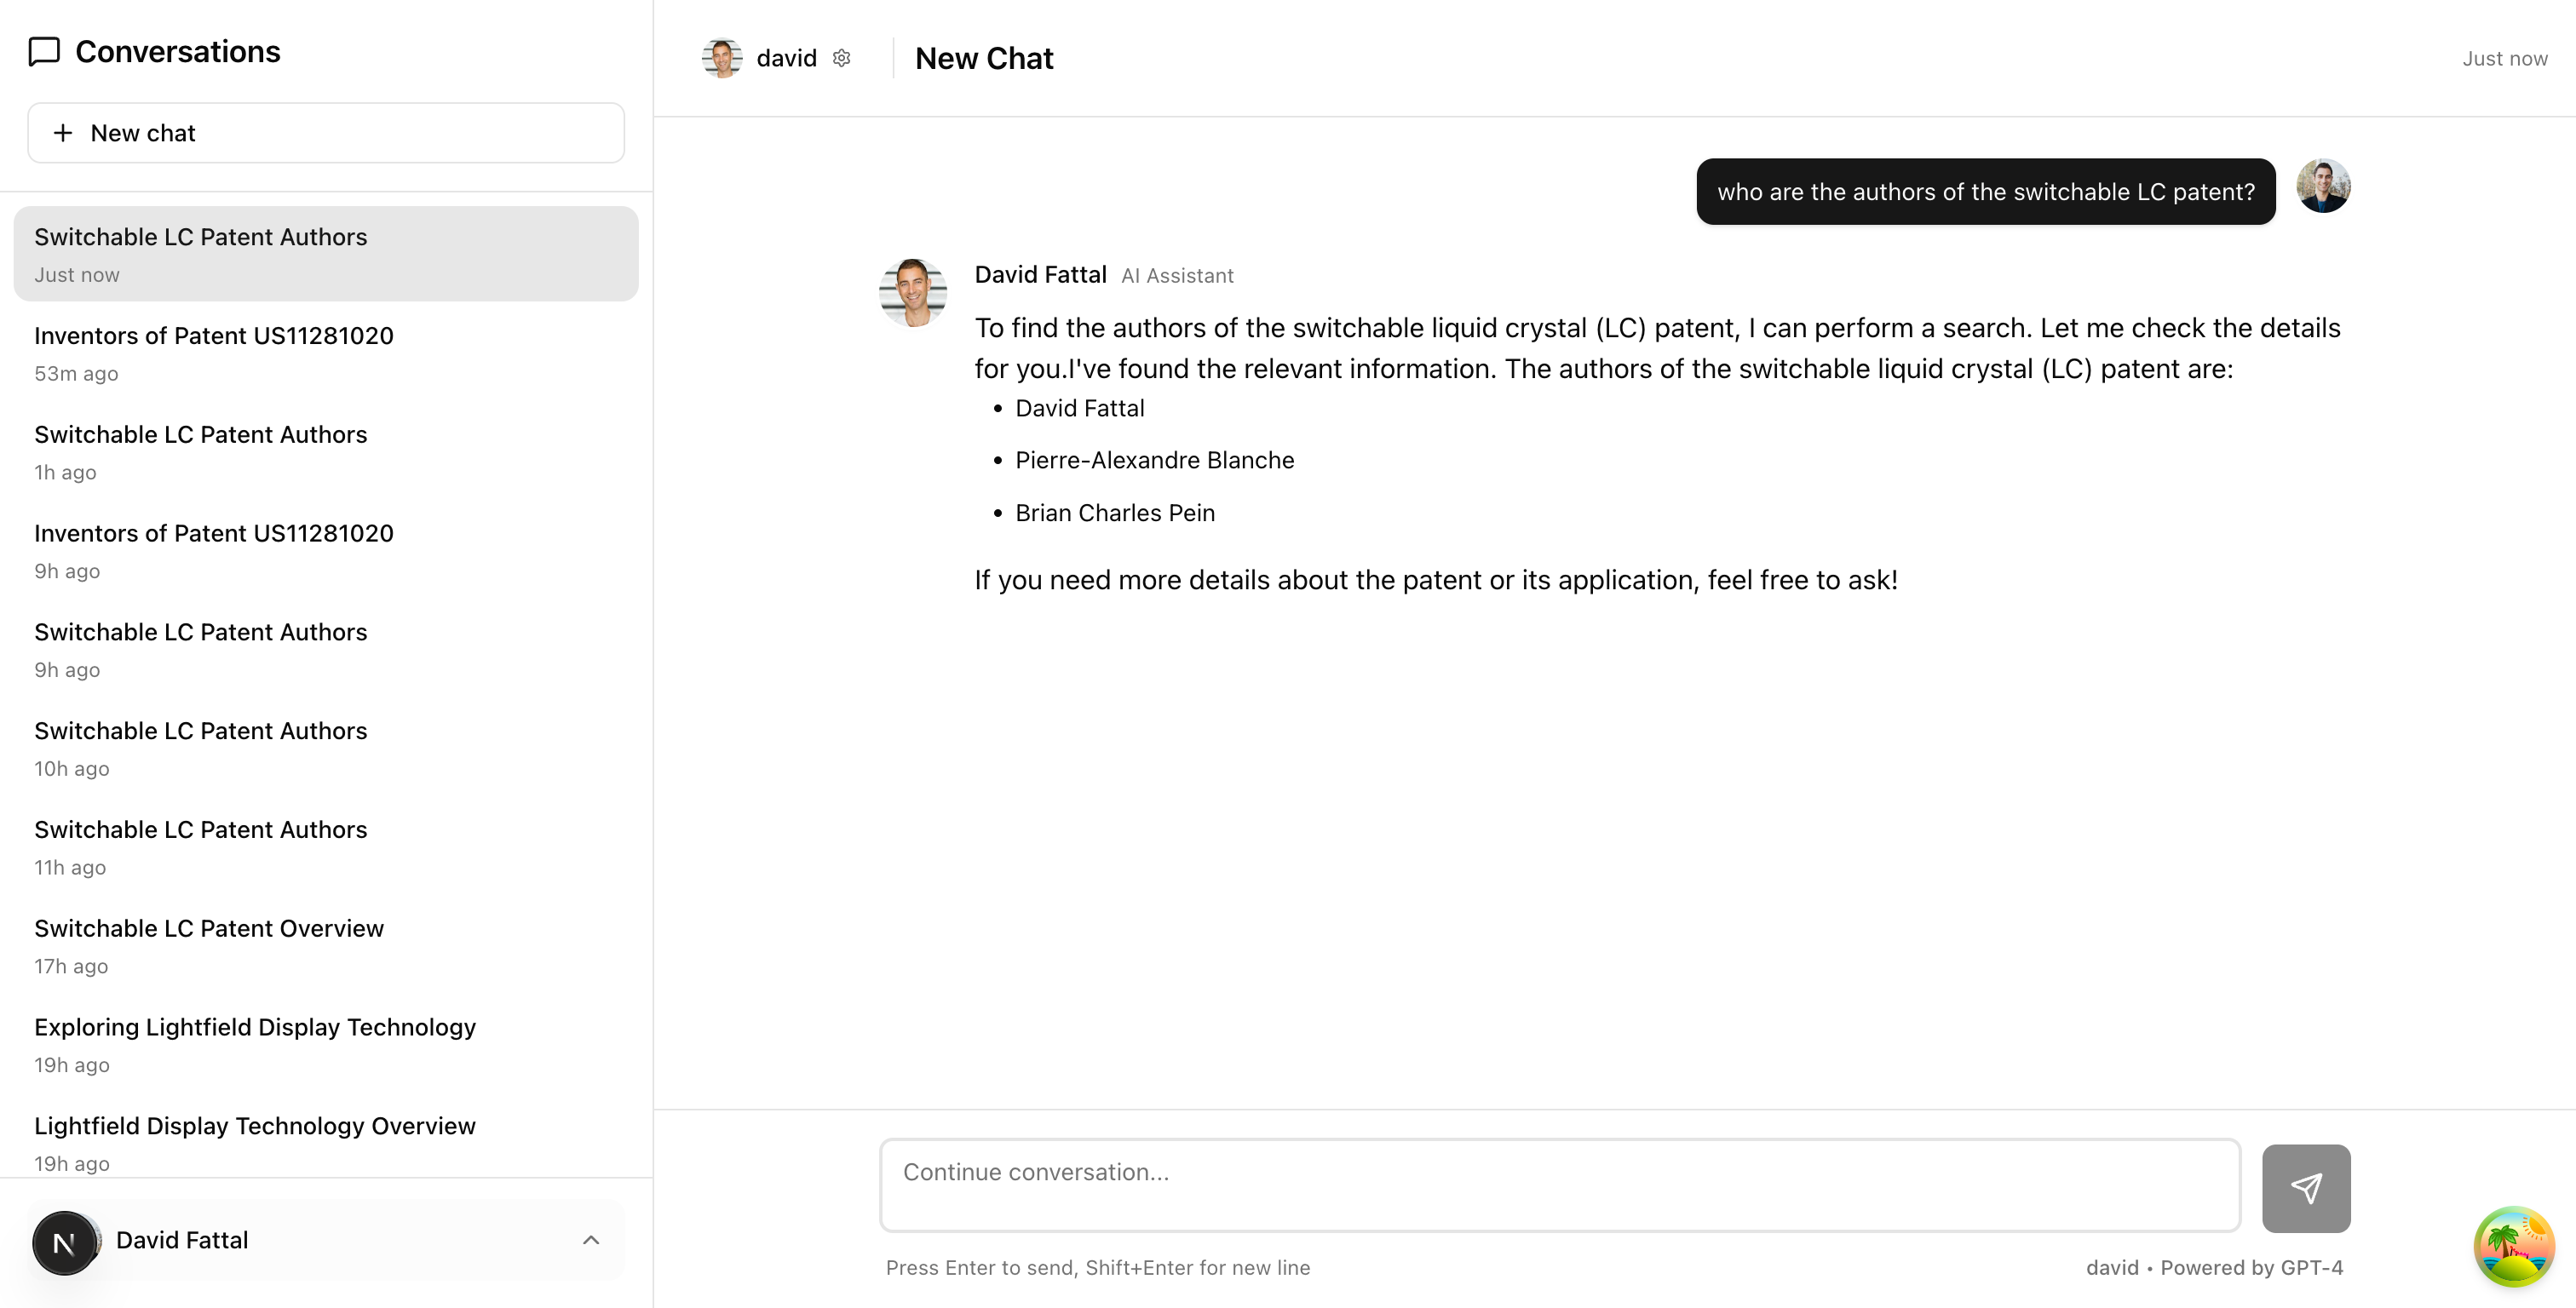 Conversations
+ New chat
Switchable LC Patent Authors
Just now
Inventors of Patent US11281020
53m ago
Switchable LC Patent Authors
1h ago
Inventors of Patent US11281020
9h ago
Switchable LC Patent Authors
9h ago
Switchable LC Patent Authors
10h ago
Switchable LC Patent Authors
11h ago
Switchable LC Patent Overview
17h ago
Exploring Lightfield Display Technology
19h ago
Lightfield Display Technology Overview
19h ago
N
David Fattal
david
New Chat
Just now
who are the authors of the switchable LC patent?
David Fattal AI Assistant
To find the authors of the switchable liquid crystal (LC) patent, I can perform a search. Let me check the details
for you.I've found the relevant information. The authors of the switchable liquid crystal (LC) patent are:
• David Fattal
• Pierre-Alexandre Blanche
• Brian Charles Pein
If you need more details about the patent or its application, feel free to ask!
Continue conversation...
Press Enter to send, Shift+Enter for new line
david • Powered by GPT-4